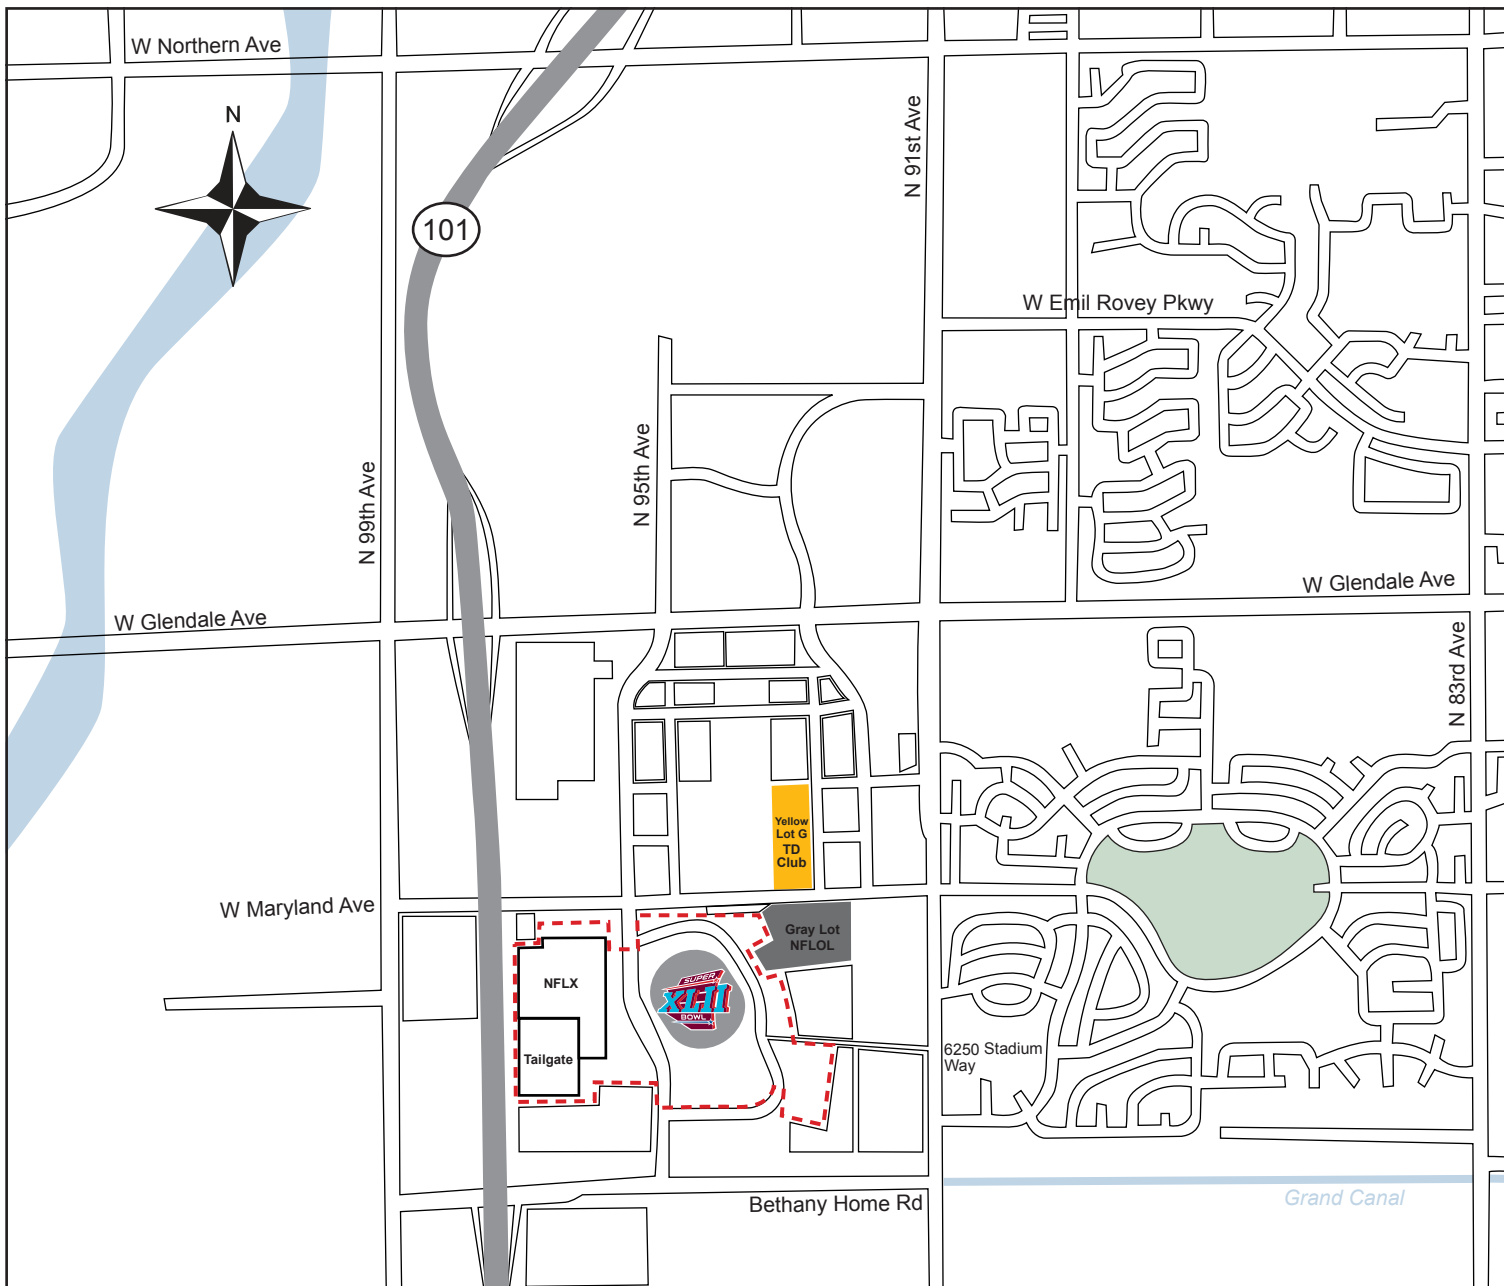 W Northern Ave
N
N 91st Ave
101
W Emil Rovey Pkwy
N 99th Ave
N 95th Ave
W Glendale Ave
W Glendale Ave
N 83rd Ave
Yellow
Lot G
TD
Club
W Maryland Ave
Gray Lot
NFLOL
NFLX
SUPER
XLII
BOWL
Tailgate
6250 Stadium
Way
Bethany Home Rd
Grand Canal